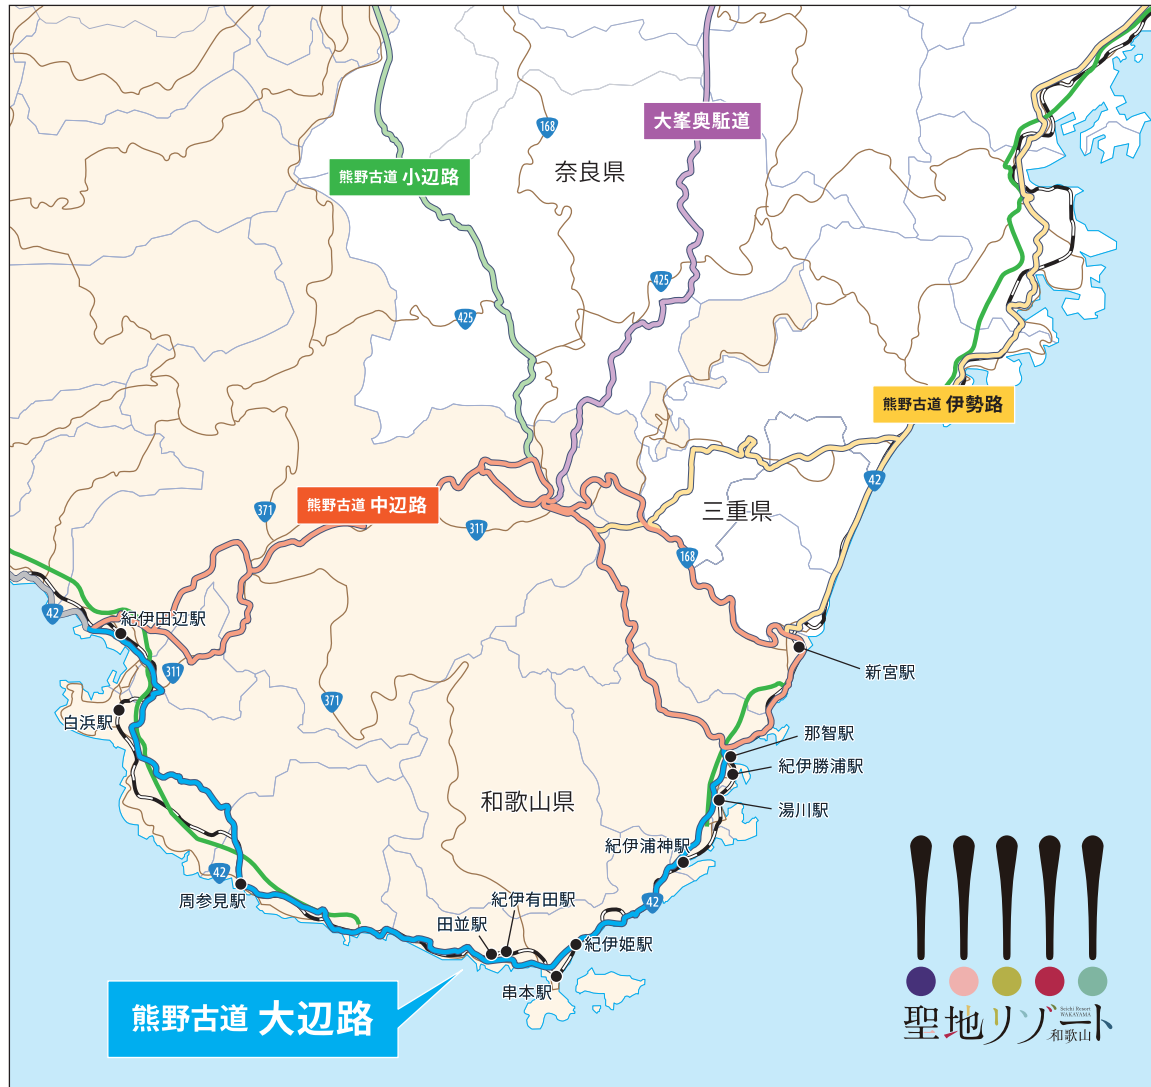 大峯奥駈道
168
熊野古道 小辺路
奈良県
425
425
熊野古道 伊勢路
42
熊野古道 中辺路
371
311
三重県
168
42
紀伊田辺駅
新宮駅
311
371
白浜駅
那智駅
紀伊勝浦駅
和歌山県
湯川駅
紀伊浦神駅
42
周参見駅
紀伊有田駅
42
田並駅
紀伊姫駅
串本駅
熊野古道 大辺路
聖地リゾート
Seichi Resort
WAKAYAMA
和歌山